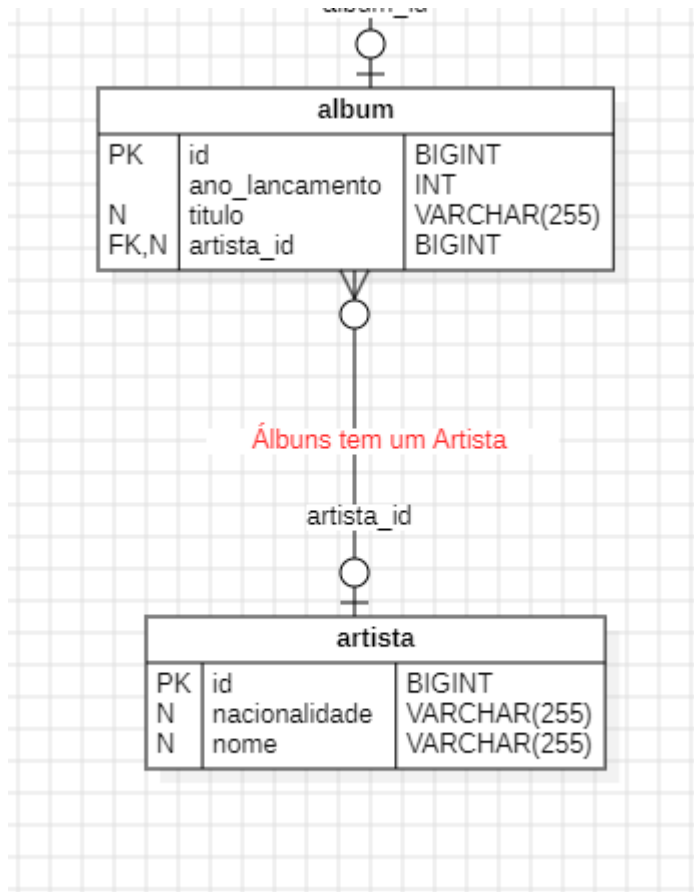 album_id
album
PK id BIGINT
ano_lancamento INT
N titulo VARCHAR(255)
FK,N artista_id BIGINT
Álbuns tem um Artista
artista_id
artista
PK id BIGINT
N nacionalidade VARCHAR(255)
N nome VARCHAR(255)